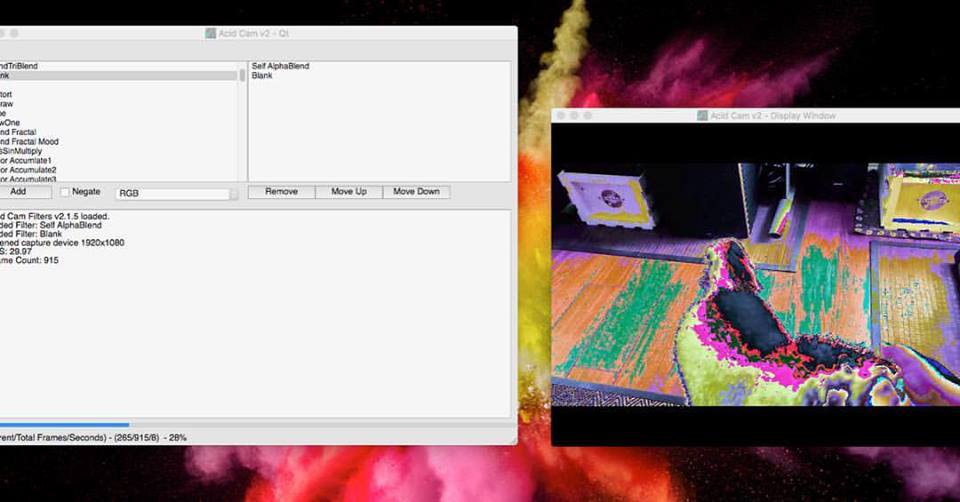 Acid Cam v2 - Qt
ndTriBlend
nk
tort
raw
pe
wOne
nd Fractal
nd Fractal Mood
sSinMultiply
or Accumlate1
or Accumulate2
or Accumulate3
Self AlphaBlend
Blank
Add
Negate
RGB
Remove
Move Up
Move Down
d Cam Filters v2.1.5 loaded.
ded Filter: Self AlphaBlend
ded Filter: Blank
ened capture device 1920x1080
S: 29.97
me Count: 915
rent/Total Frames/Seconds) - (265/915/8) - 28%
Acid Cam v2 - Display Window